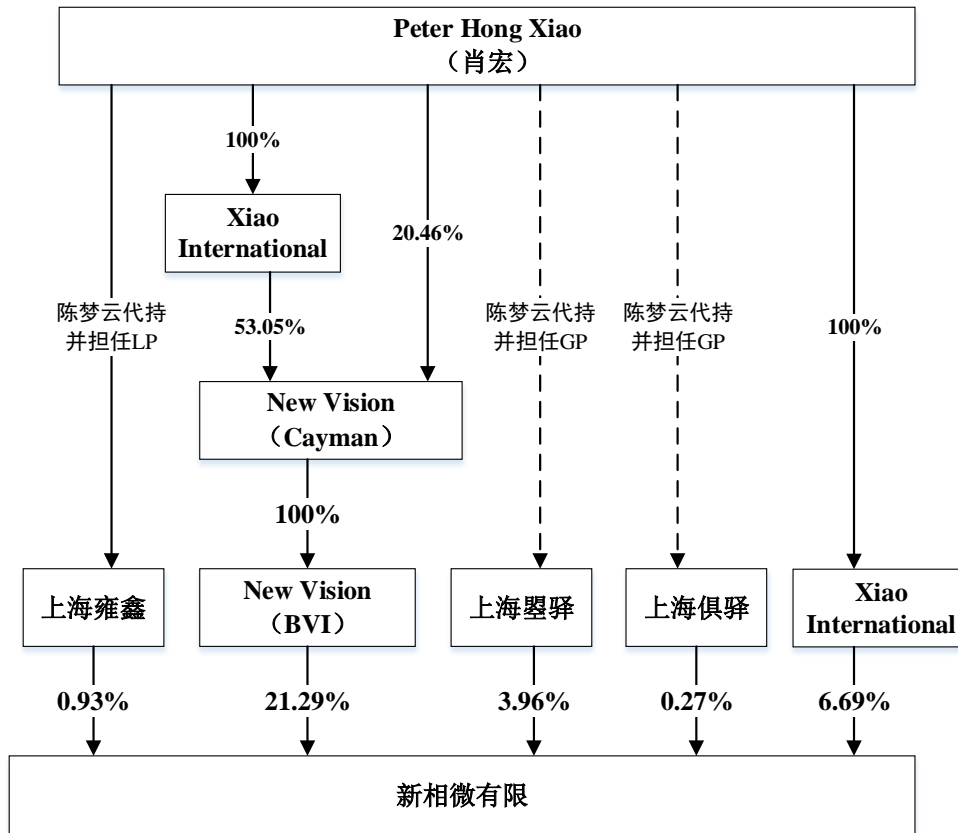 Peter Hong Xiao
（肖宏）
100%
Xiao
International
20.46%
陈梦云代持
并担任LP
53.05%
陈梦云代持
并担任GP
陈梦云代持
并担任GP
100%
New Vision
（Cayman）
100%
上海雍鑫
New Vision
（BVI）
上海曌驿
上海俱驿
Xiao
International
0.93%
21.29%
3.96%
0.27%
6.69%
新相微有限